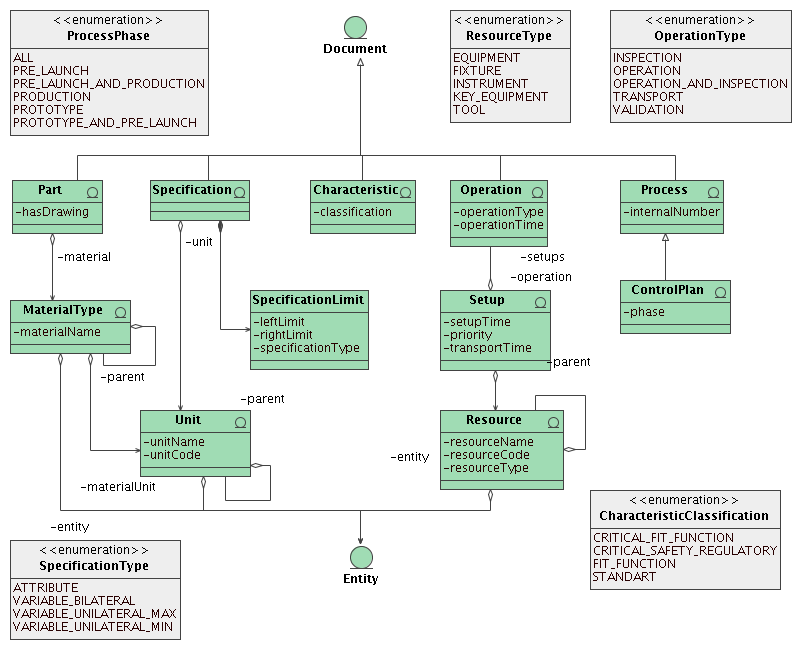 <<enumeration>>
ProcessPhase
ALL
PRE_LAUNCH
PRE_LAUNCH_AND_PRODUCTION
PRODUCTION
PROTOTYPE
PROTOTYPE_AND_PRE_LAUNCH
Document
<<enumeration>>
ResourceType
EQUIPMENT
FIXTURE
INSTRUMENT
KEY_EQUIPMENT
TOOL
<<enumeration>>
OperationType
INSPECTION
OPERATION
OPERATION_AND_INSPECTION
TRANSPORT
VALIDATION
Part
-hasDrawing
Specification
Characteristic
-classification
Operation
-operationType
-operationTime
Process
-internalNumber
-material
-unit
-setups
-operation
MaterialType
-materialName
SpecificationLimit
-leftLimit
-rightLimit
-specificationType
Setup
-setupTime
-priority
-transportTime
ControlPlan
-phase
-parent
-parent
-parent
Unit
-unitName
-unitCode
Resource
-resourceName
-resourceCode
-resourceType
-entity
-materialUnit
-entity
Entity
<<enumeration>>
SpecificationType
ATTRIBUTE
VARIABLE_BILATERAL
VARIABLE_UNILATERAL_MAX
VARIABLE_UNILATERAL_MIN
<<enumeration>>
CharacteristicClassification
CRITICAL_FIT_FUNCTION
CRITICAL_SAFETY_REGULATORY
FIT_FUNCTION
STANDART